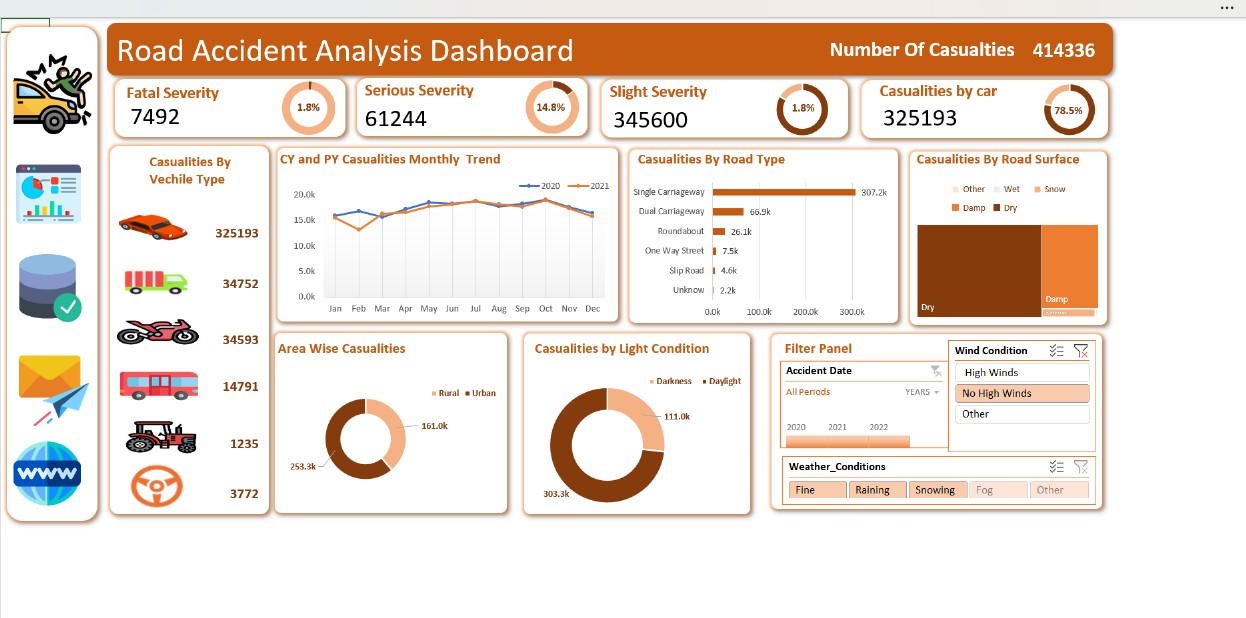 Road Accident Analysis Dashboard
Number Of Casualties 414336
Fatal Severity
7492
1.8%
Serious Severity
61244
14.8%
Slight Severity
345600
1.8%
Casualities by car
325193
78.5%
Casualities By
Vechile Type
325193
34752
34593
14791
1235
3772
CY and PY Casualities Monthly Trend
2020 2021
20.0k
15.0k
10.0k
5.0k
0.0k
Jan Feb Mar Apr May Jun Jul Aug Sep Oct Nov Dec
Casualities By Road Type
Single Carriageway 307.2k
Dual Carriageway 66.9k
Roundabout 26.1k
One Way Street 7.5k
Slip Road 4.6k
Unknow 2.2k
0.0k 100.0k 200.0k 300.0k
Casualities By Road Surface
Other Wet Snow
Damp Dry
Dry
Damp
Area Wise Casualities
Rural Urban
161.0k
253.3k
Casualities by Light Condition
Darkness Daylight
111.0k
303.3k
Filter Panel
Accident Date
All Periods YEARS
2020 2021 2022
Wind Condition
High Winds
No High Winds
Other
Weather_Conditions
Fine Raining Snowing Fog Other
WWW